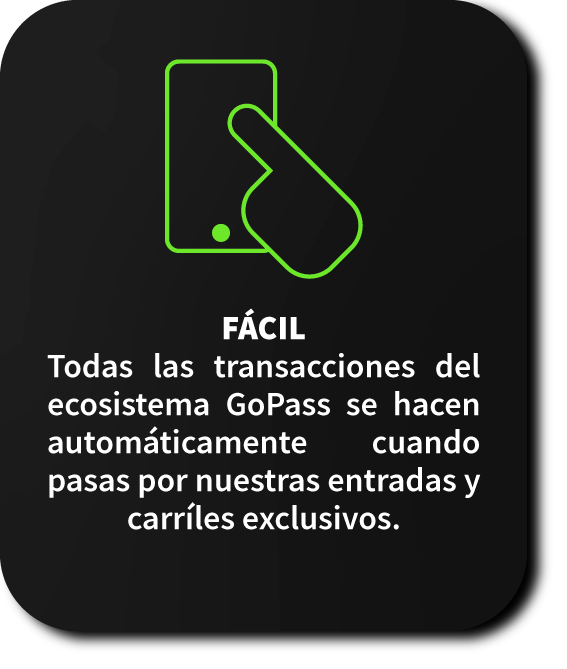 FÁCIL
Todas las transacciones del
ecosistema GoPass se hacen
automáticamente cuando
pasas por nuestras entradas y
carríles exclusivos.